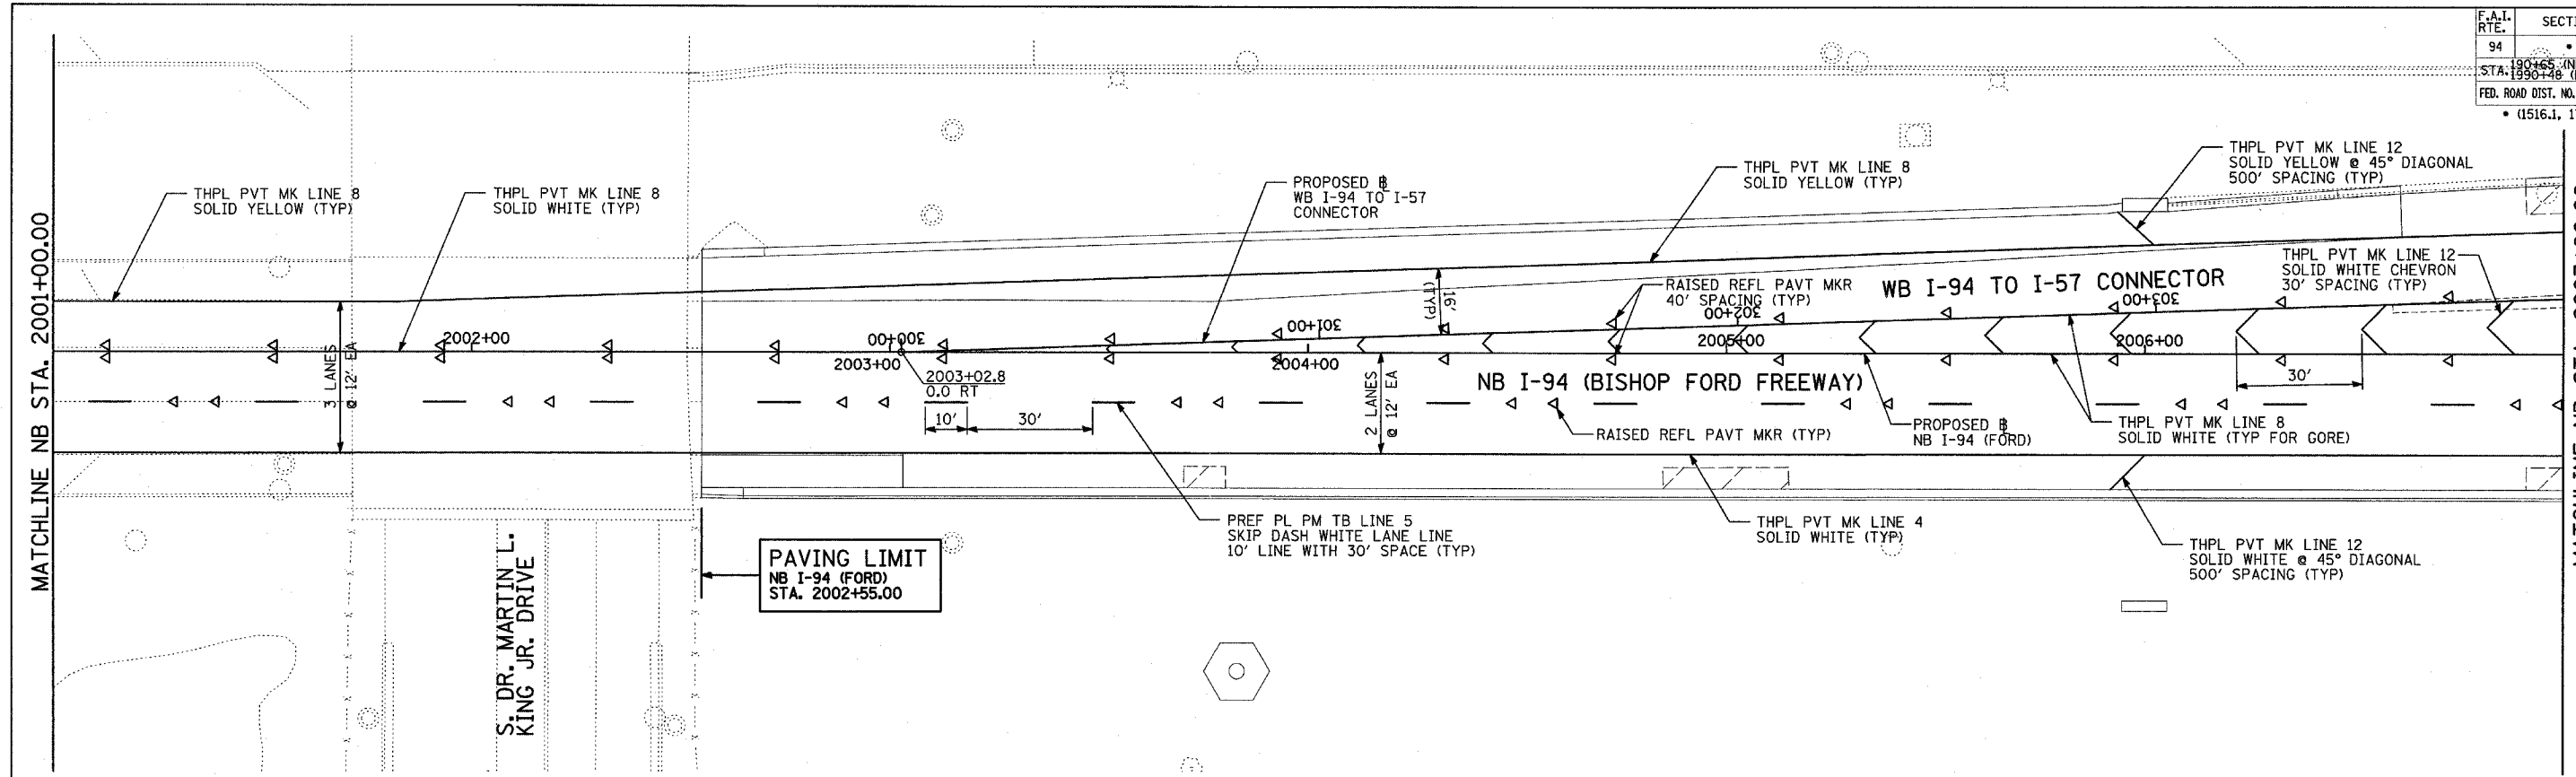 F.A.I.
RTE.
94
STA.
FED. ROAD DIST. NO.
• (1516.1,
THPL PVT MK LINE 8
SOLID YELLOW (TYP)
THPL PVT MK LINE 8
SOLID WHITE (TYP)
PROPOSED ℄
WB I-94 TO I-57
CONNECTOR
THPL PVT MK LINE 8
SOLID YELLOW (TYP)
THPL PVT MK LINE 12
SOLID YELLOW @ 45° DIAGONAL
500' SPACING (TYP)
MATCHLINE NB STA. 2001+00.00
RAISED REFL PAVT MKR
40' SPACING (TYP)
WB I-94 TO I-57 CONNECTOR
THPL PVT MK LINE 12
SOLID WHITE CHEVRON
30' SPACING (TYP)
16'
(TYP)
300+00
301+00
302+00
303+00
2002+00
2003+00
2004+00
2005+00
2006+00
3 LANES
@ 12' EA
2003+02.8
0.0 RT
10'
30'
2 LANES
@ 12' EA
NB I-94 (BISHOP FORD FREEWAY)
30'
RAISED REFL PAVT MKR (TYP)
PROPOSED ℄
NB I-94 (FORD)
THPL PVT MK LINE 8
SOLID WHITE (TYP FOR GORE)
PREF PL PM TB LINE 5
SKIP DASH WHITE LANE LINE
10' LINE WITH 30' SPACE (TYP)
THPL PVT MK LINE 4
SOLID WHITE (TYP)
THPL PVT MK LINE 12
SOLID WHITE @ 45° DIAGONAL
500' SPACING (TYP)
PAVING LIMIT
NB I-94 (FORD)
STA. 2002+55.00
S. DR. MARTIN L.
KING JR. DRIVE